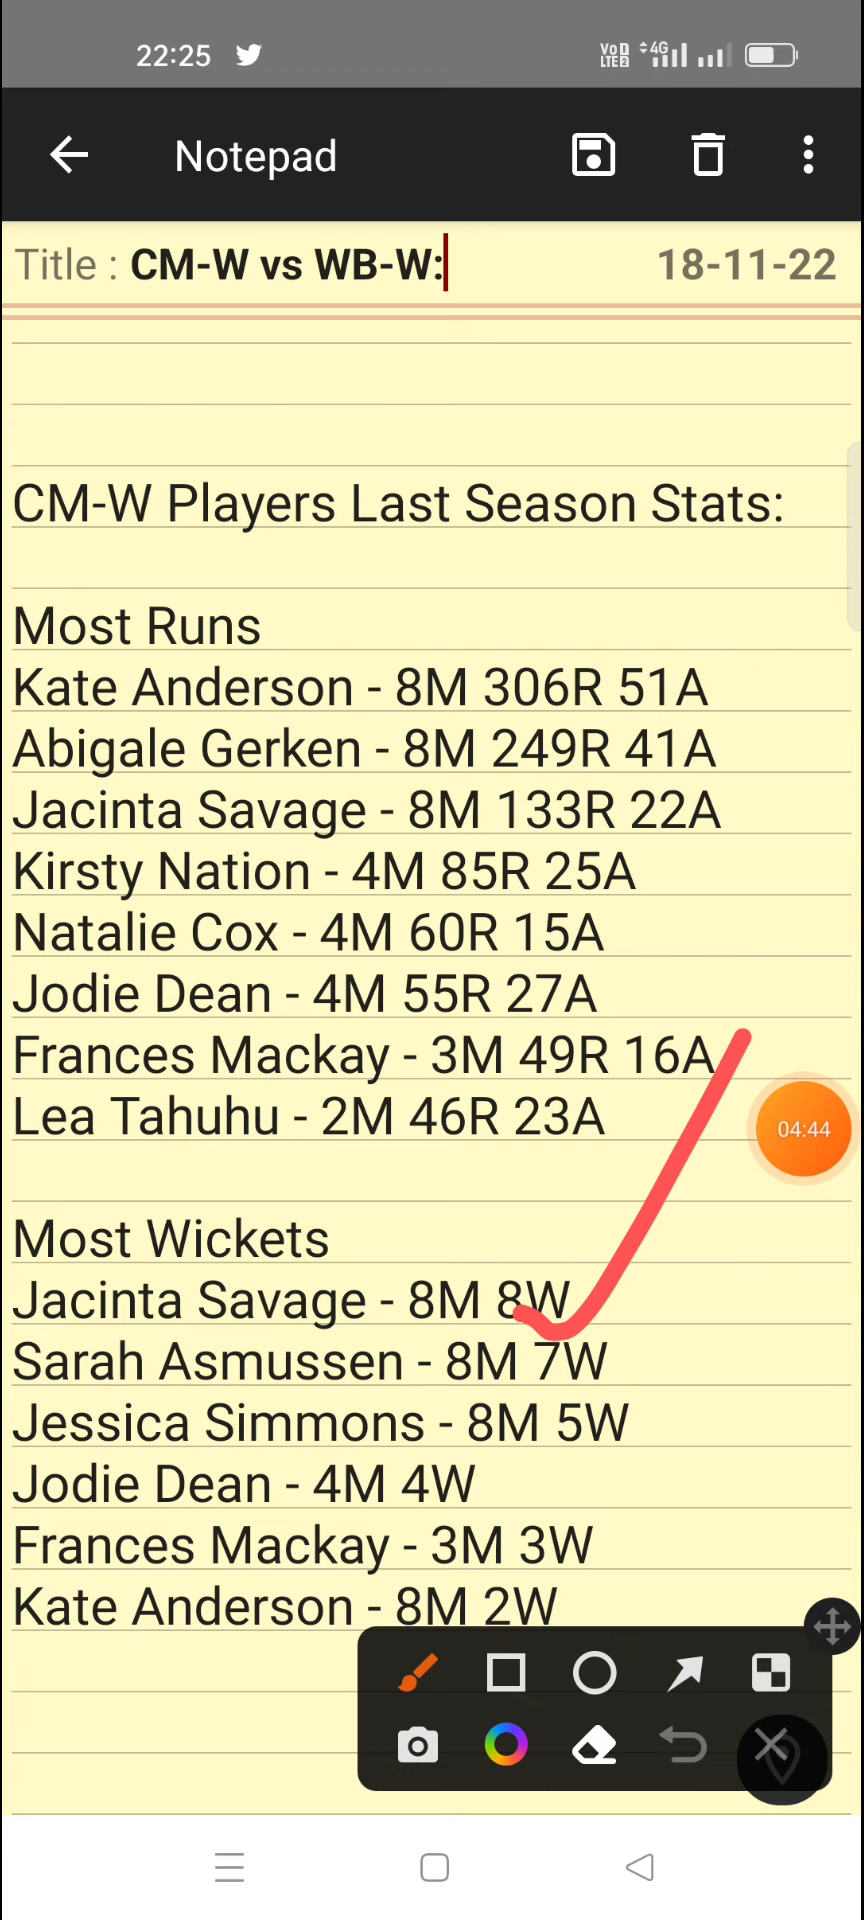 22:25
VoD LTE2 4G
Notepad
Title : CM-W vs WB-W:
18-11-22
CM-W Players Last Season Stats:
Most Runs
Kate Anderson - 8M 306R 51A
Abigale Gerken - 8M 249R 41A
Jacinta Savage - 8M 133R 22A
Kirsty Nation - 4M 85R 25A
Natalie Cox - 4M 60R 15A
Jodie Dean - 4M 55R 27A
Frances Mackay - 3M 49R 16A
Lea Tahuhu - 2M 46R 23A
04:44
Most Wickets
Jacinta Savage - 8M 8W
Sarah Asmussen - 8M 7W
Jessica Simmons - 8M 5W
Jodie Dean - 4M 4W
Frances Mackay - 3M 3W
Kate Anderson - 8M 2W